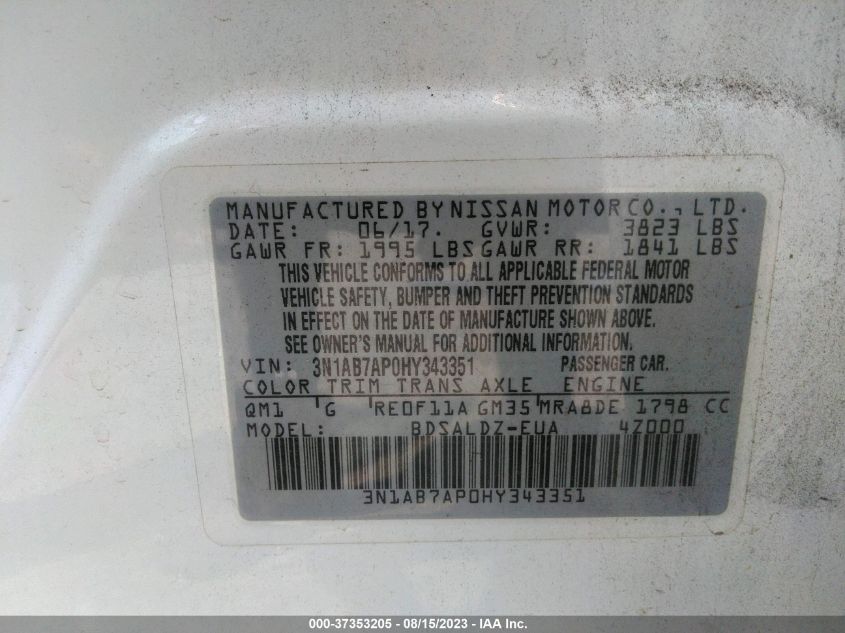 MANUFACTURED BY NISSAN MOTOR CO., LTD.
DATE: 06/17. GVWR: 3823 LBS
GAWR FR: 1995 LBS GAWR RR: 1841 LBS
THIS VEHICLE CONFORMS TO ALL APPLICABLE FEDERAL MOTOR
VEHICLE SAFETY, BUMPER AND THEFT PREVENTION STANDARDS
IN EFFECT ON THE DATE OF MANUFACTURE SHOWN ABOVE.
SEE OWNER'S MANUAL FOR ADDITIONAL INFORMATION.
VIN: 3N1AB7AP0HY343351 PASSENGER CAR.
COLOR TRIM TRANS AXLE ENGINE
QM1 G RE0F11A GM35 MRA8DE 1798 CC
MODEL: BDSALDZ-EUA 4Z000
3N1AB7AP0HY343351
000-37353205 - 08/15/2023 - IAA Inc.